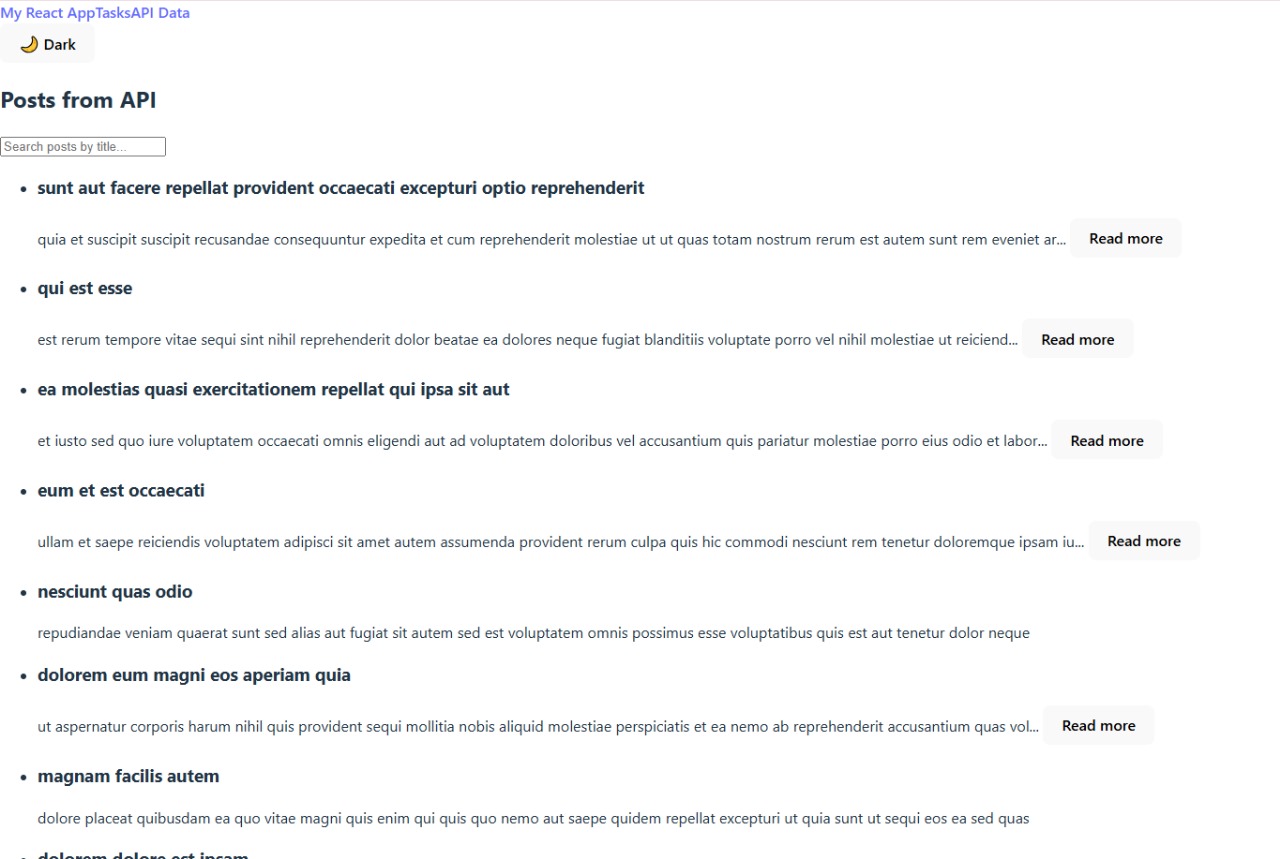 My React AppTasksAPI Data
🌙 Dark
Posts from API
Search posts by title...
• sunt aut facere repellat provident occaecati excepturi optio reprehenderit
quia et suscipit suscipit recusandae consequuntur expedita et cum reprehenderit molestiae ut ut quas totam nostrum rerum est autem sunt rem eveniet ar... Read more
• qui est esse
est rerum tempore vitae sequi sint nihil reprehenderit dolor beatae ea dolores neque fugiat blanditiis voluptate porro vel nihil molestiae ut reiciend... Read more
• ea molestias quasi exercitationem repellat qui ipsa sit aut
et iusto sed quo iure voluptatem occaecati omnis eligendi aut ad voluptatem doloribus vel accusantium quis pariatur molestiae porro eius odio et labor... Read more
• eum et est occaecati
ullam et saepe reiciendis voluptatem adipisci sit amet autem assumenda provident rerum culpa quis hic commodi nesciunt rem tenetur doloremque ipsam iu... Read more
• nesciunt quas odio
repudiandae veniam quaerat sunt sed alias aut fugiat sit autem sed est voluptatem omnis possimus esse voluptatibus quis est aut tenetur dolor neque
• dolorem eum magni eos aperiam quia
ut aspernatur corporis harum nihil quis provident sequi mollitia nobis aliquid molestiae perspiciatis et ea nemo ab reprehenderit accusantium quas vol... Read more
• magnam facilis autem
dolore placeat quibusdam ea quo vitae magni quis enim qui quis quo nemo aut saepe quidem repellat excepturi ut quia sunt ut sequi eos ea sed quas
• dolorem dolore est ipsam